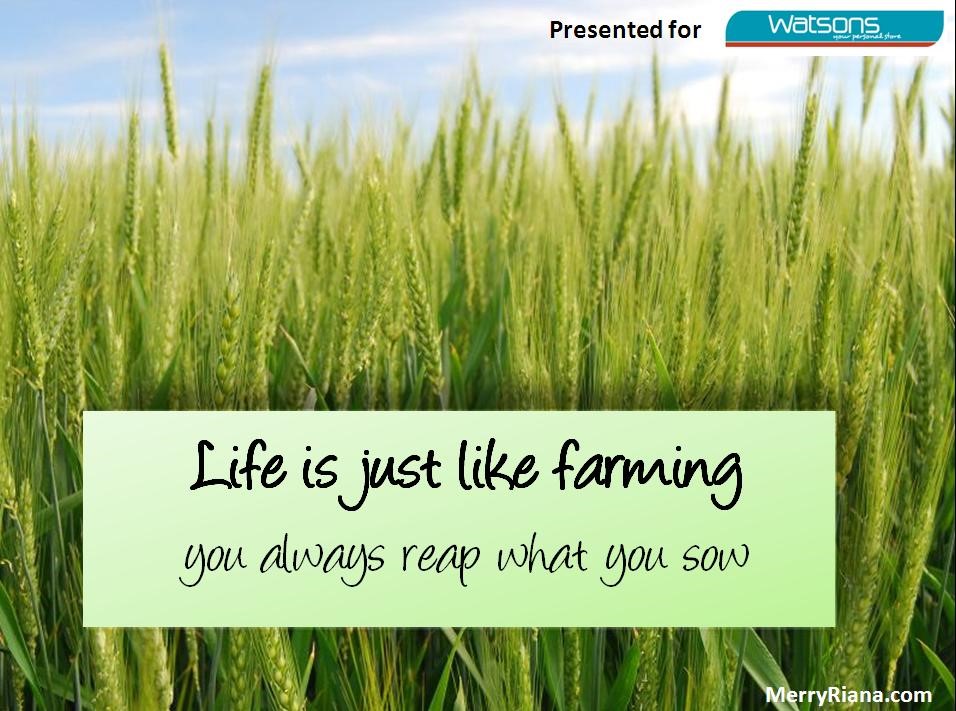 Presented for
watsons
your personal store
Life is just like farming
you always reap what you sow
MerryRiana.com